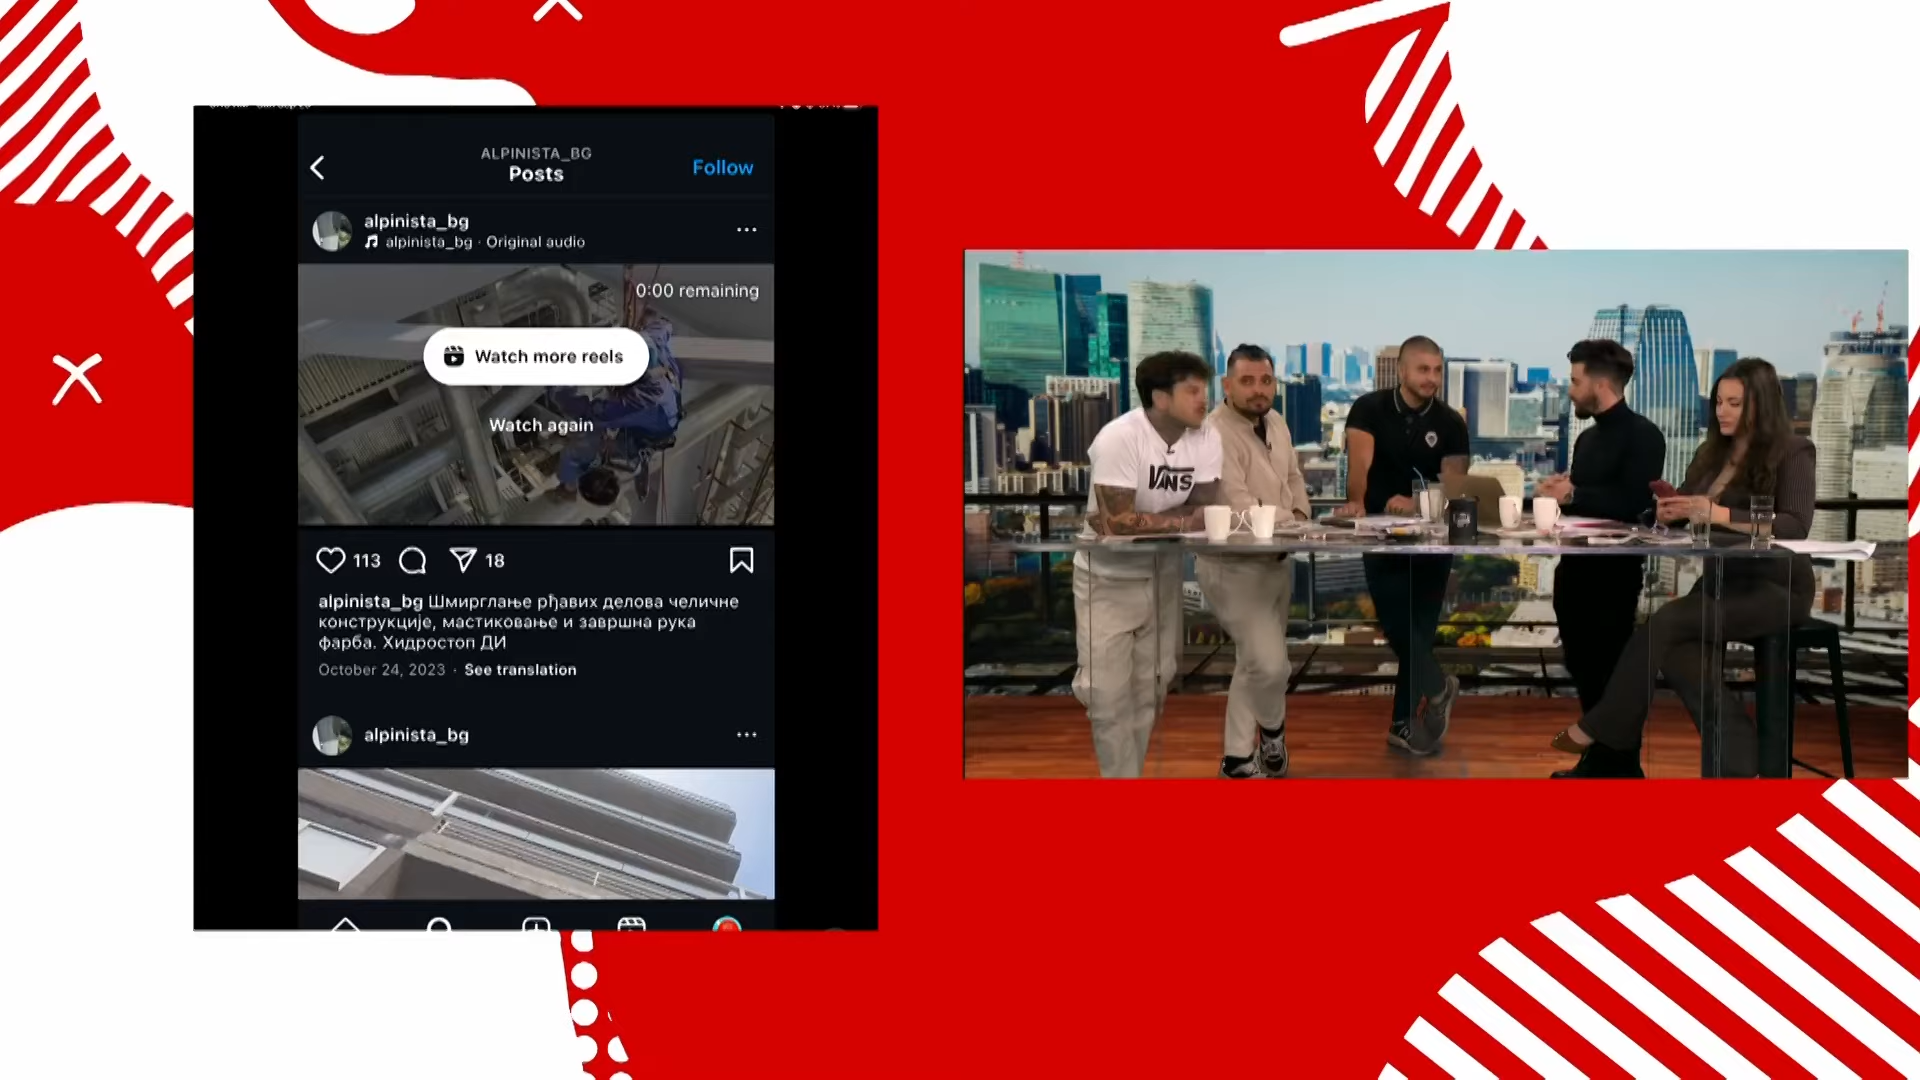 ALPINISTA_BG
Posts
Follow
alpinista_bg
alpinista_bg · Original audio
0:00 remaining
Watch more reels
Watch again
113
18
alpinista_bg Шмирглање рђавих делова челичне
конструкције, мастиковање и завршна рука
фарба. Хидростоп ДИ
October 24, 2023 · See translation
alpinista_bg
VANS